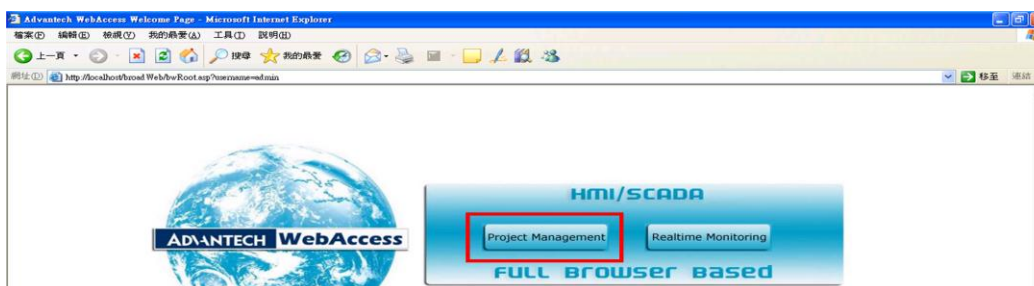 Advantech WebAccess Welcome Page - Microsoft Internet Explorer
檔案(F) 編輯(E) 檢視(V) 我的最愛(A) 工具(T) 說明(H)
上一頁 搜尋 我的最愛
網址(D) http://localhost/broadWeb/bwRoot.asp?username=admin 移至 連結
HMI/SCADA
ADVANTECH WebAccess
Project Management Realtime Monitoring
FULL Browser Based